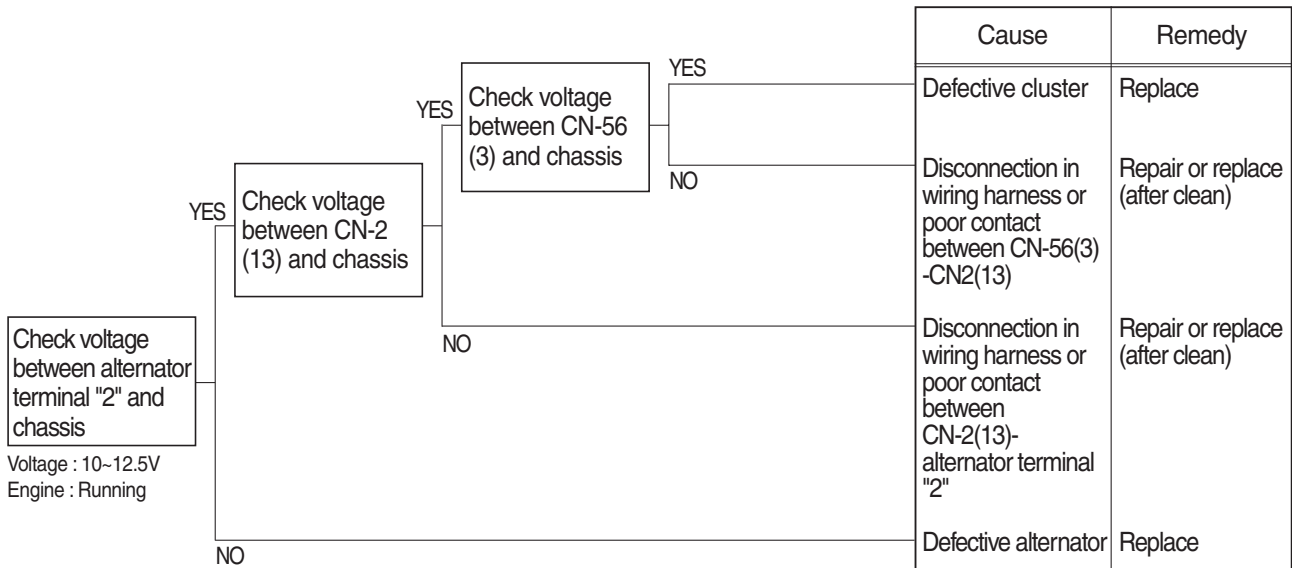 Check voltage
between alternator
terminal "2" and
chassis
Voltage : 10~12.5V
Engine : Running
YES
NO
Check voltage
between CN-2
(13) and chassis
YES
NO
Check voltage
between CN-56
(3) and chassis
YES
NO
Cause
Remedy
Defective cluster
Replace
Disconnection in
wiring harness or
poor contact
between CN-56(3)
-CN2(13)
Repair or replace
(after clean)
Disconnection in
wiring harness or
poor contact
between
CN-2(13)-
alternator terminal
"2"
Repair or replace
(after clean)
Defective alternator
Replace